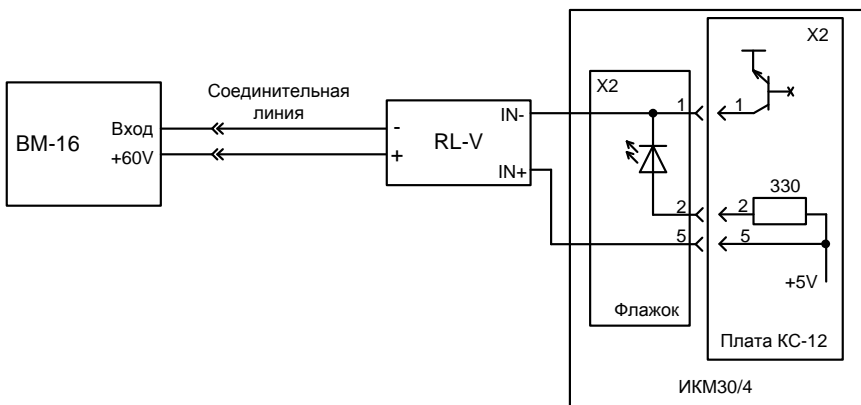 ВМ-16
Вход
+60V
Соединительная
линия
-
+
RL-V
IN-
IN+
X2
1
2
5
Флажок
X2
1
2
5
330
+5V
Плата КС-12
ИКМ30/4